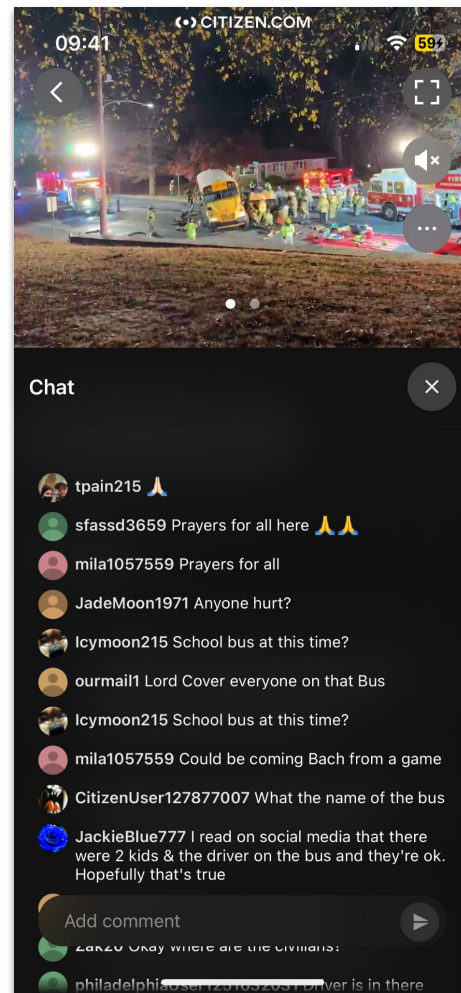 CITIZEN.COM
09:41
59
Chat
tpain215 🙏🏻
sfassd3659 Prayers for all here 🙏🙏
mila1057559 Prayers for all
JadeMoon1971 Anyone hurt?
Icymoon215 School bus at this time?
ourmail1 Lord Cover everyone on that Bus
Icymoon215 School bus at this time?
mila1057559 Could be coming Bach from a game
CitizenUser127877007 What the name of the bus
JackieBlue777 I read on social media that there
were 2 kids & the driver on the bus and they're ok.
Hopefully that's true
Add comment
Zak20 Okay where are the civilians?
Driver is in there